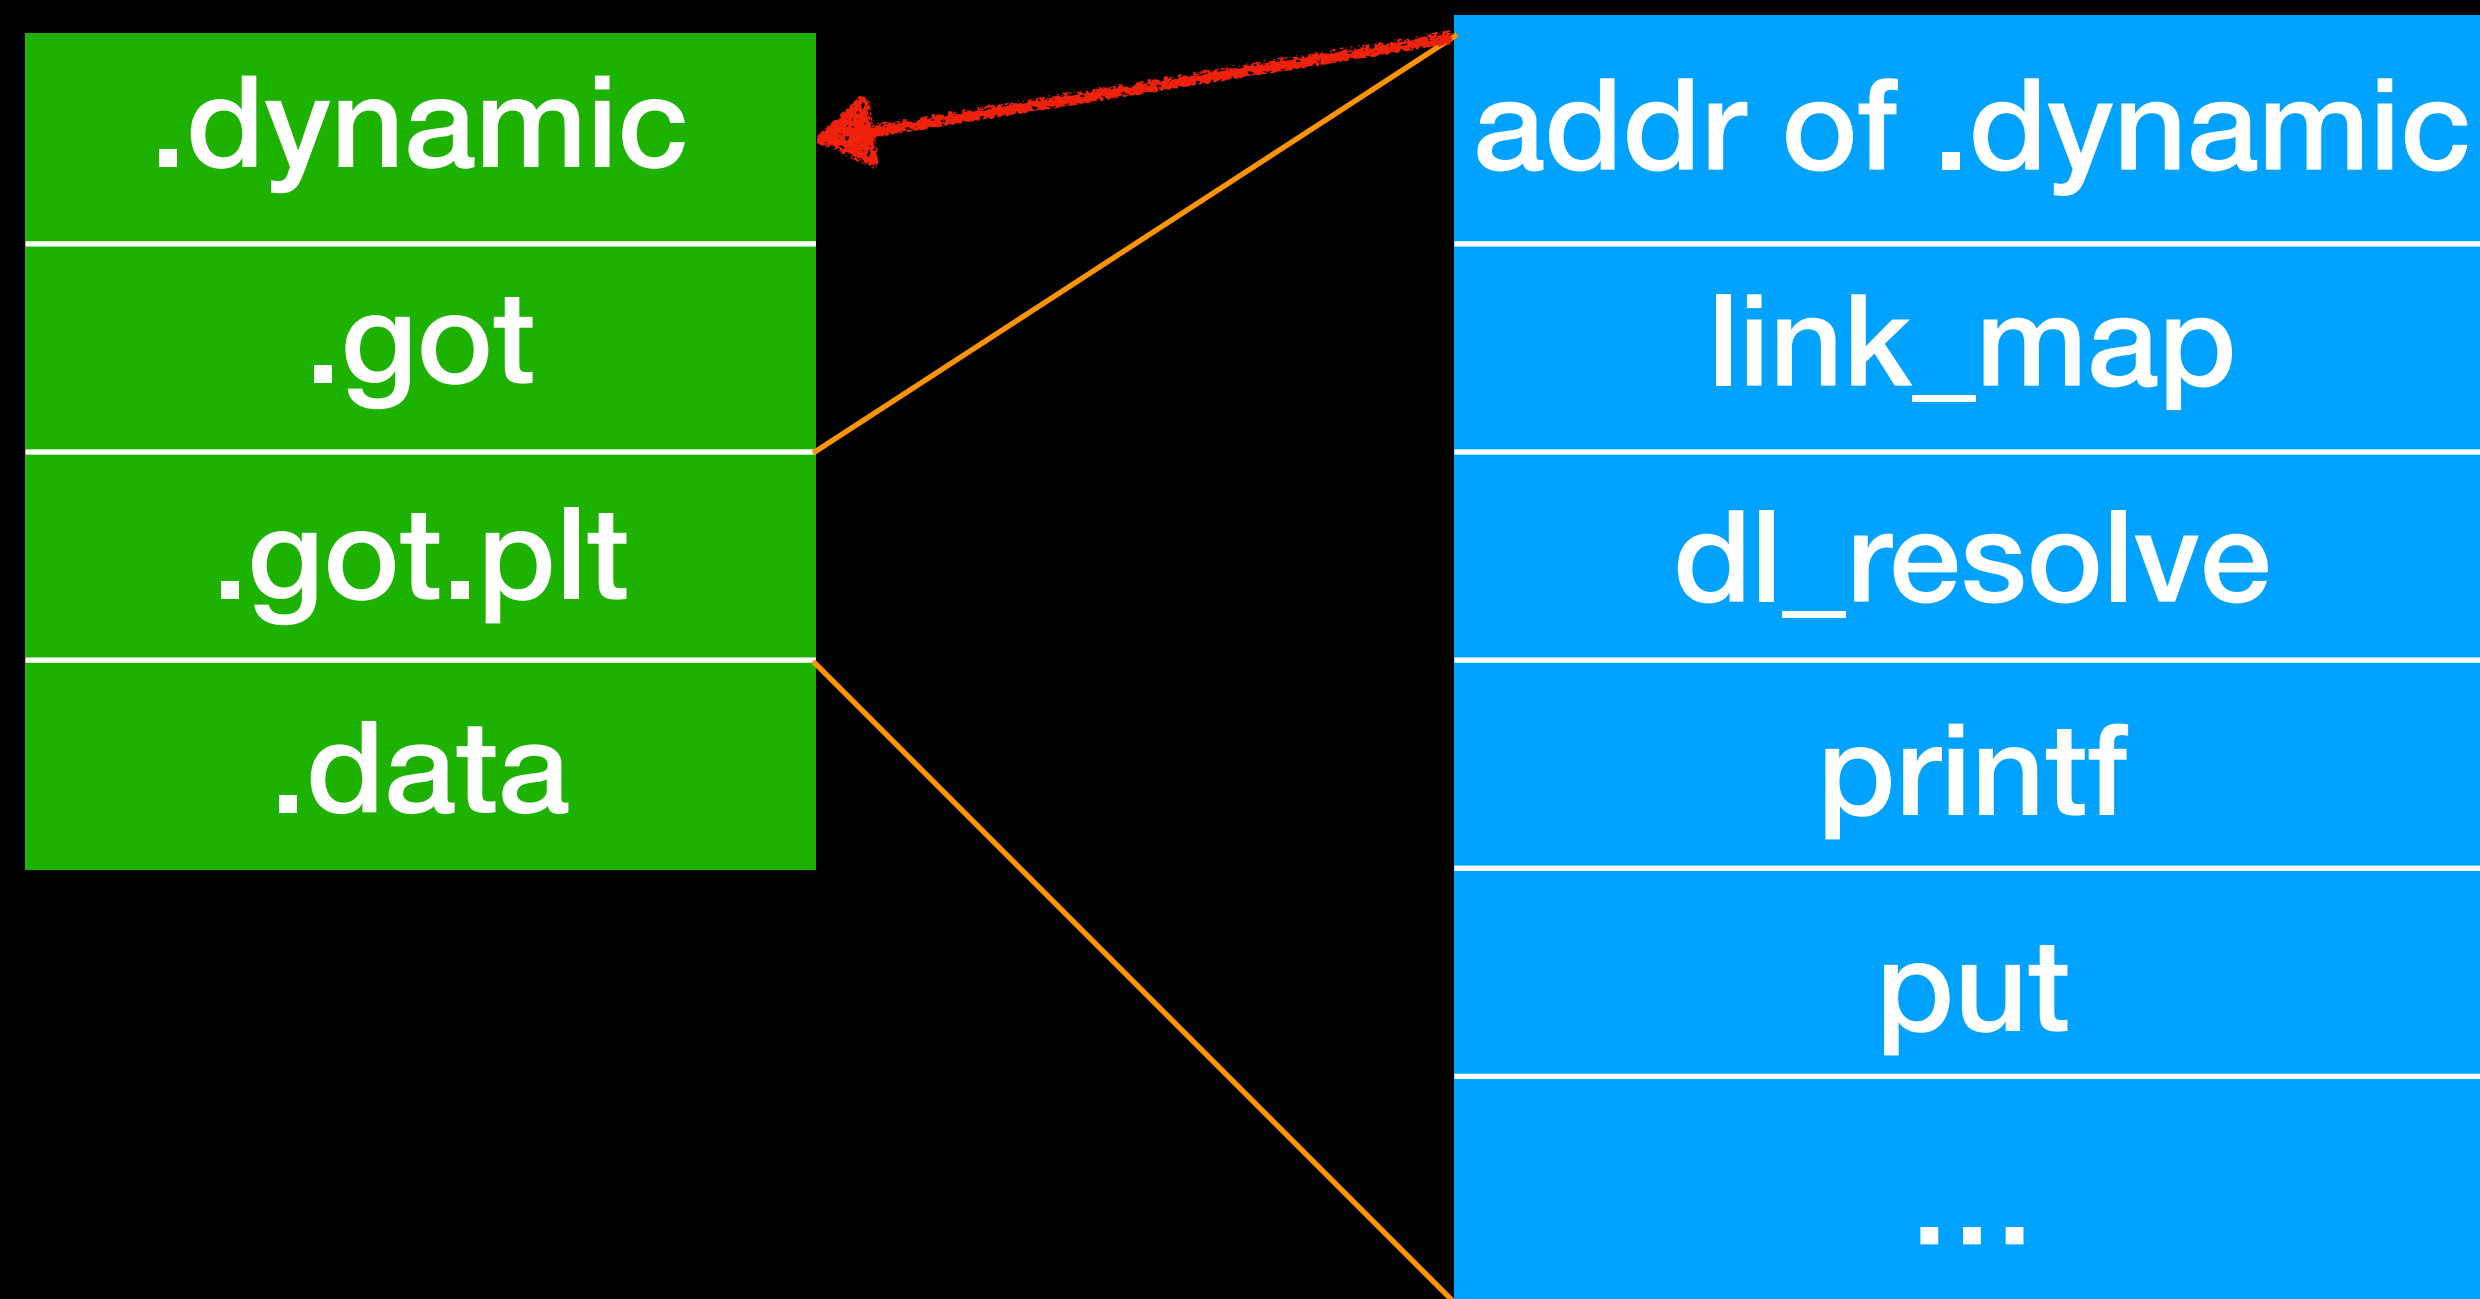 .dynamic
.got
.got.plt
.data
addr of .dynamic
link_map
dl_resolve
printf
put
...